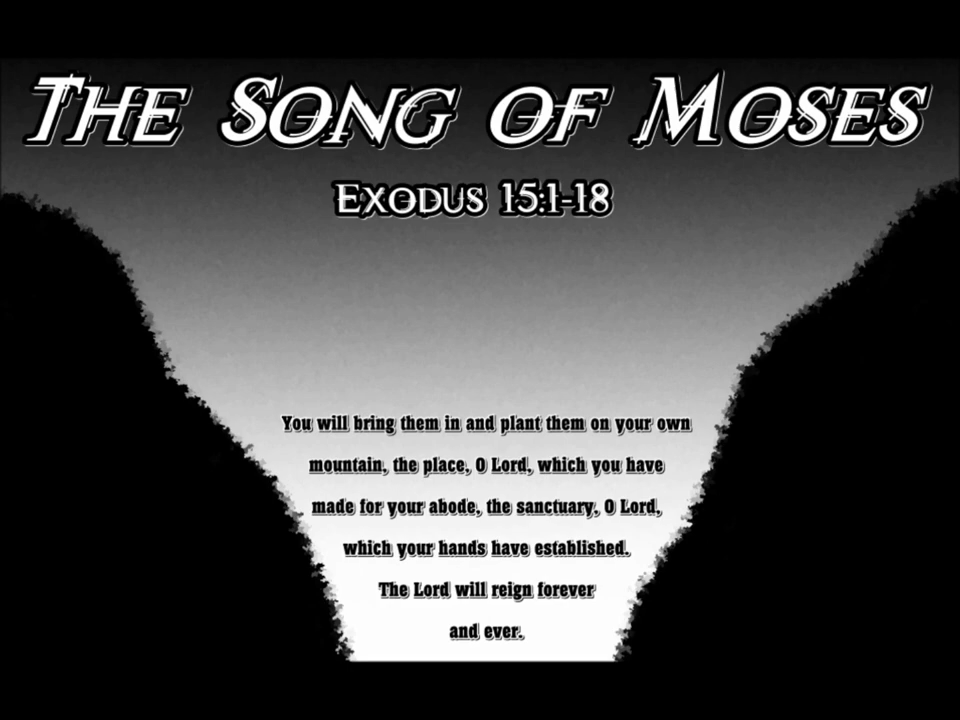 The Song of Moses
Exodus 15:1-18
You will bring them in and plant them on your own
mountain, the place, O Lord, which you have
made for your abode, the sanctuary, O Lord,
which your hands have established.
The Lord will reign forever
and ever.